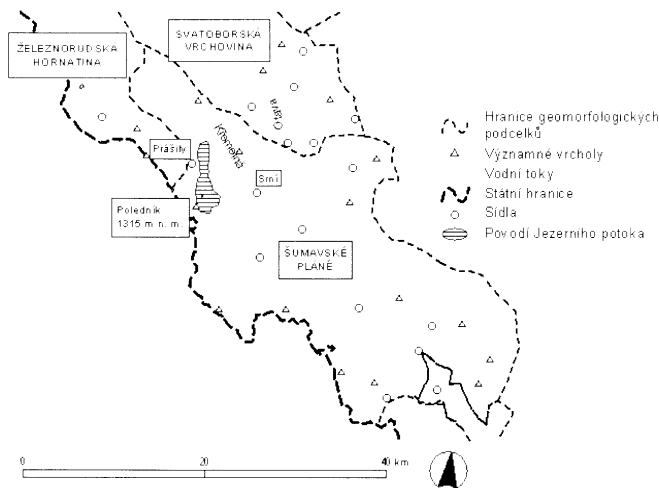 SVATOBORSKÁ
VRCHOVINA
ŽELEZNORUDSKÁ
HORNATINA
Křemelná
Prášily
Srní
Poledník
1315 m n. m.
ŠUMAVSKÉ
PLÁNĚ
Hranice geomorfologických
podcelků
Významné vrcholy
Vodní toky
Státní hranice
Sídla
Povodí Jezerního potoka
0
20
40 km